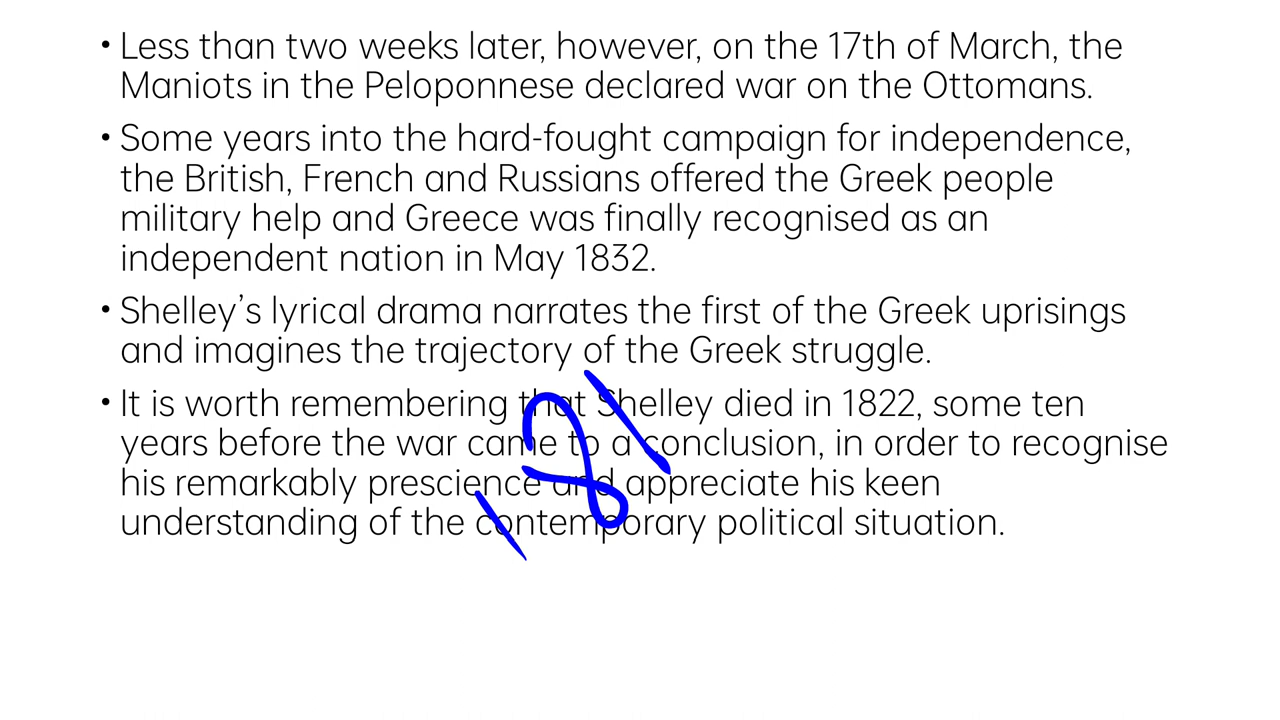 • Less than two weeks later, however, on the 17th of March, the
Maniots in the Peloponnese declared war on the Ottomans.
• Some years into the hard-fought campaign for independence,
the British, French and Russians offered the Greek people
military help and Greece was finally recognised as an
independent nation in May 1832.
• Shelley’s lyrical drama narrates the first of the Greek uprisings
and imagines the trajectory of the Greek struggle.
• It is worth remembering that Shelley died in 1822, some ten
years before the war came to a conclusion, in order to recognise
his remarkably prescience and appreciate his keen
understanding of the contemporary political situation.
181